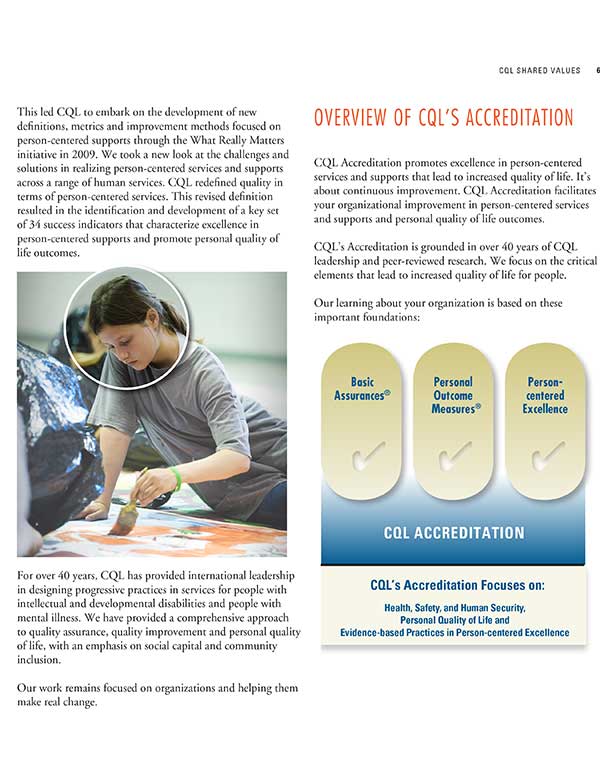 CQL SHARED VALUES 6
This led CQL to embark on the development of new
definitions, metrics and improvement methods focused on
person-centered supports through the What Really Matters
initiative in 2009. We took a new look at the challenges and
solutions in realizing person-centered services and supports
across a range of human services. CQL redefined quality in
terms of person-centered services. This revised definition
resulted in the identification and development of a key set
of 34 success indicators that characterize excellence in
person-centered supports and promote personal quality of
life outcomes.
For over 40 years, CQL has provided international leadership
in designing progressive practices in services for people with
intellectual and developmental disabilities and people with
mental illness. We have provided a comprehensive approach
to quality assurance, quality improvement and personal quality
of life, with an emphasis on social capital and community
inclusion.
Our work remains focused on organizations and helping them
make real change.
OVERVIEW OF CQL'S ACCREDITATION
CQL Accreditation promotes excellence in person-centered
services and supports that lead to increased quality of life. It's
about continuous improvement. CQL Accreditation facilitates
your organizational improvement in person-centered services
and supports and personal quality of life outcomes.
CQL's Accreditation is grounded in over 40 years of CQL
leadership and peer-reviewed research. We focus on the critical
elements that lead to increased quality of life for people.
Our learning about your organization is based on these
important foundations:
Basic
Assurances®
Personal
Outcome
Measures®
Person-
centered
Excellence
CQL ACCREDITATION
CQL's Accreditation Focuses on:
Health, Safety, and Human Security,
Personal Quality of Life and
Evidence-based Practices in Person-centered Excellence